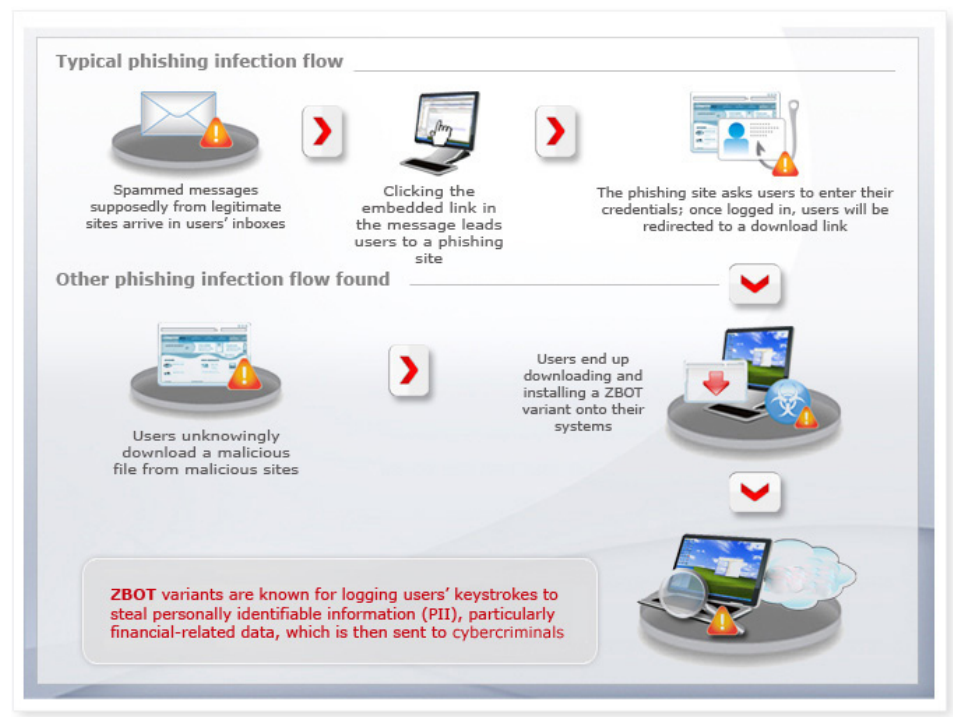 Typical phishing infection flow
Spammed messages
supposedly from legitimate
sites arrive in users' inboxes
Clicking the
embedded link in
the message leads
users to a phishing
site
The phishing site asks users to enter their
credentials; once logged in, users will be
redirected to a download link
Other phishing infection flow found
Users unknowingly
download a malicious
file from malicious sites
Users end up
downloading and
installing a ZBOT
variant onto their
systems
ZBOT variants are known for logging users' keystrokes to
steal personally identifiable information (PII), particularly
financial-related data, which is then sent to cybercriminals